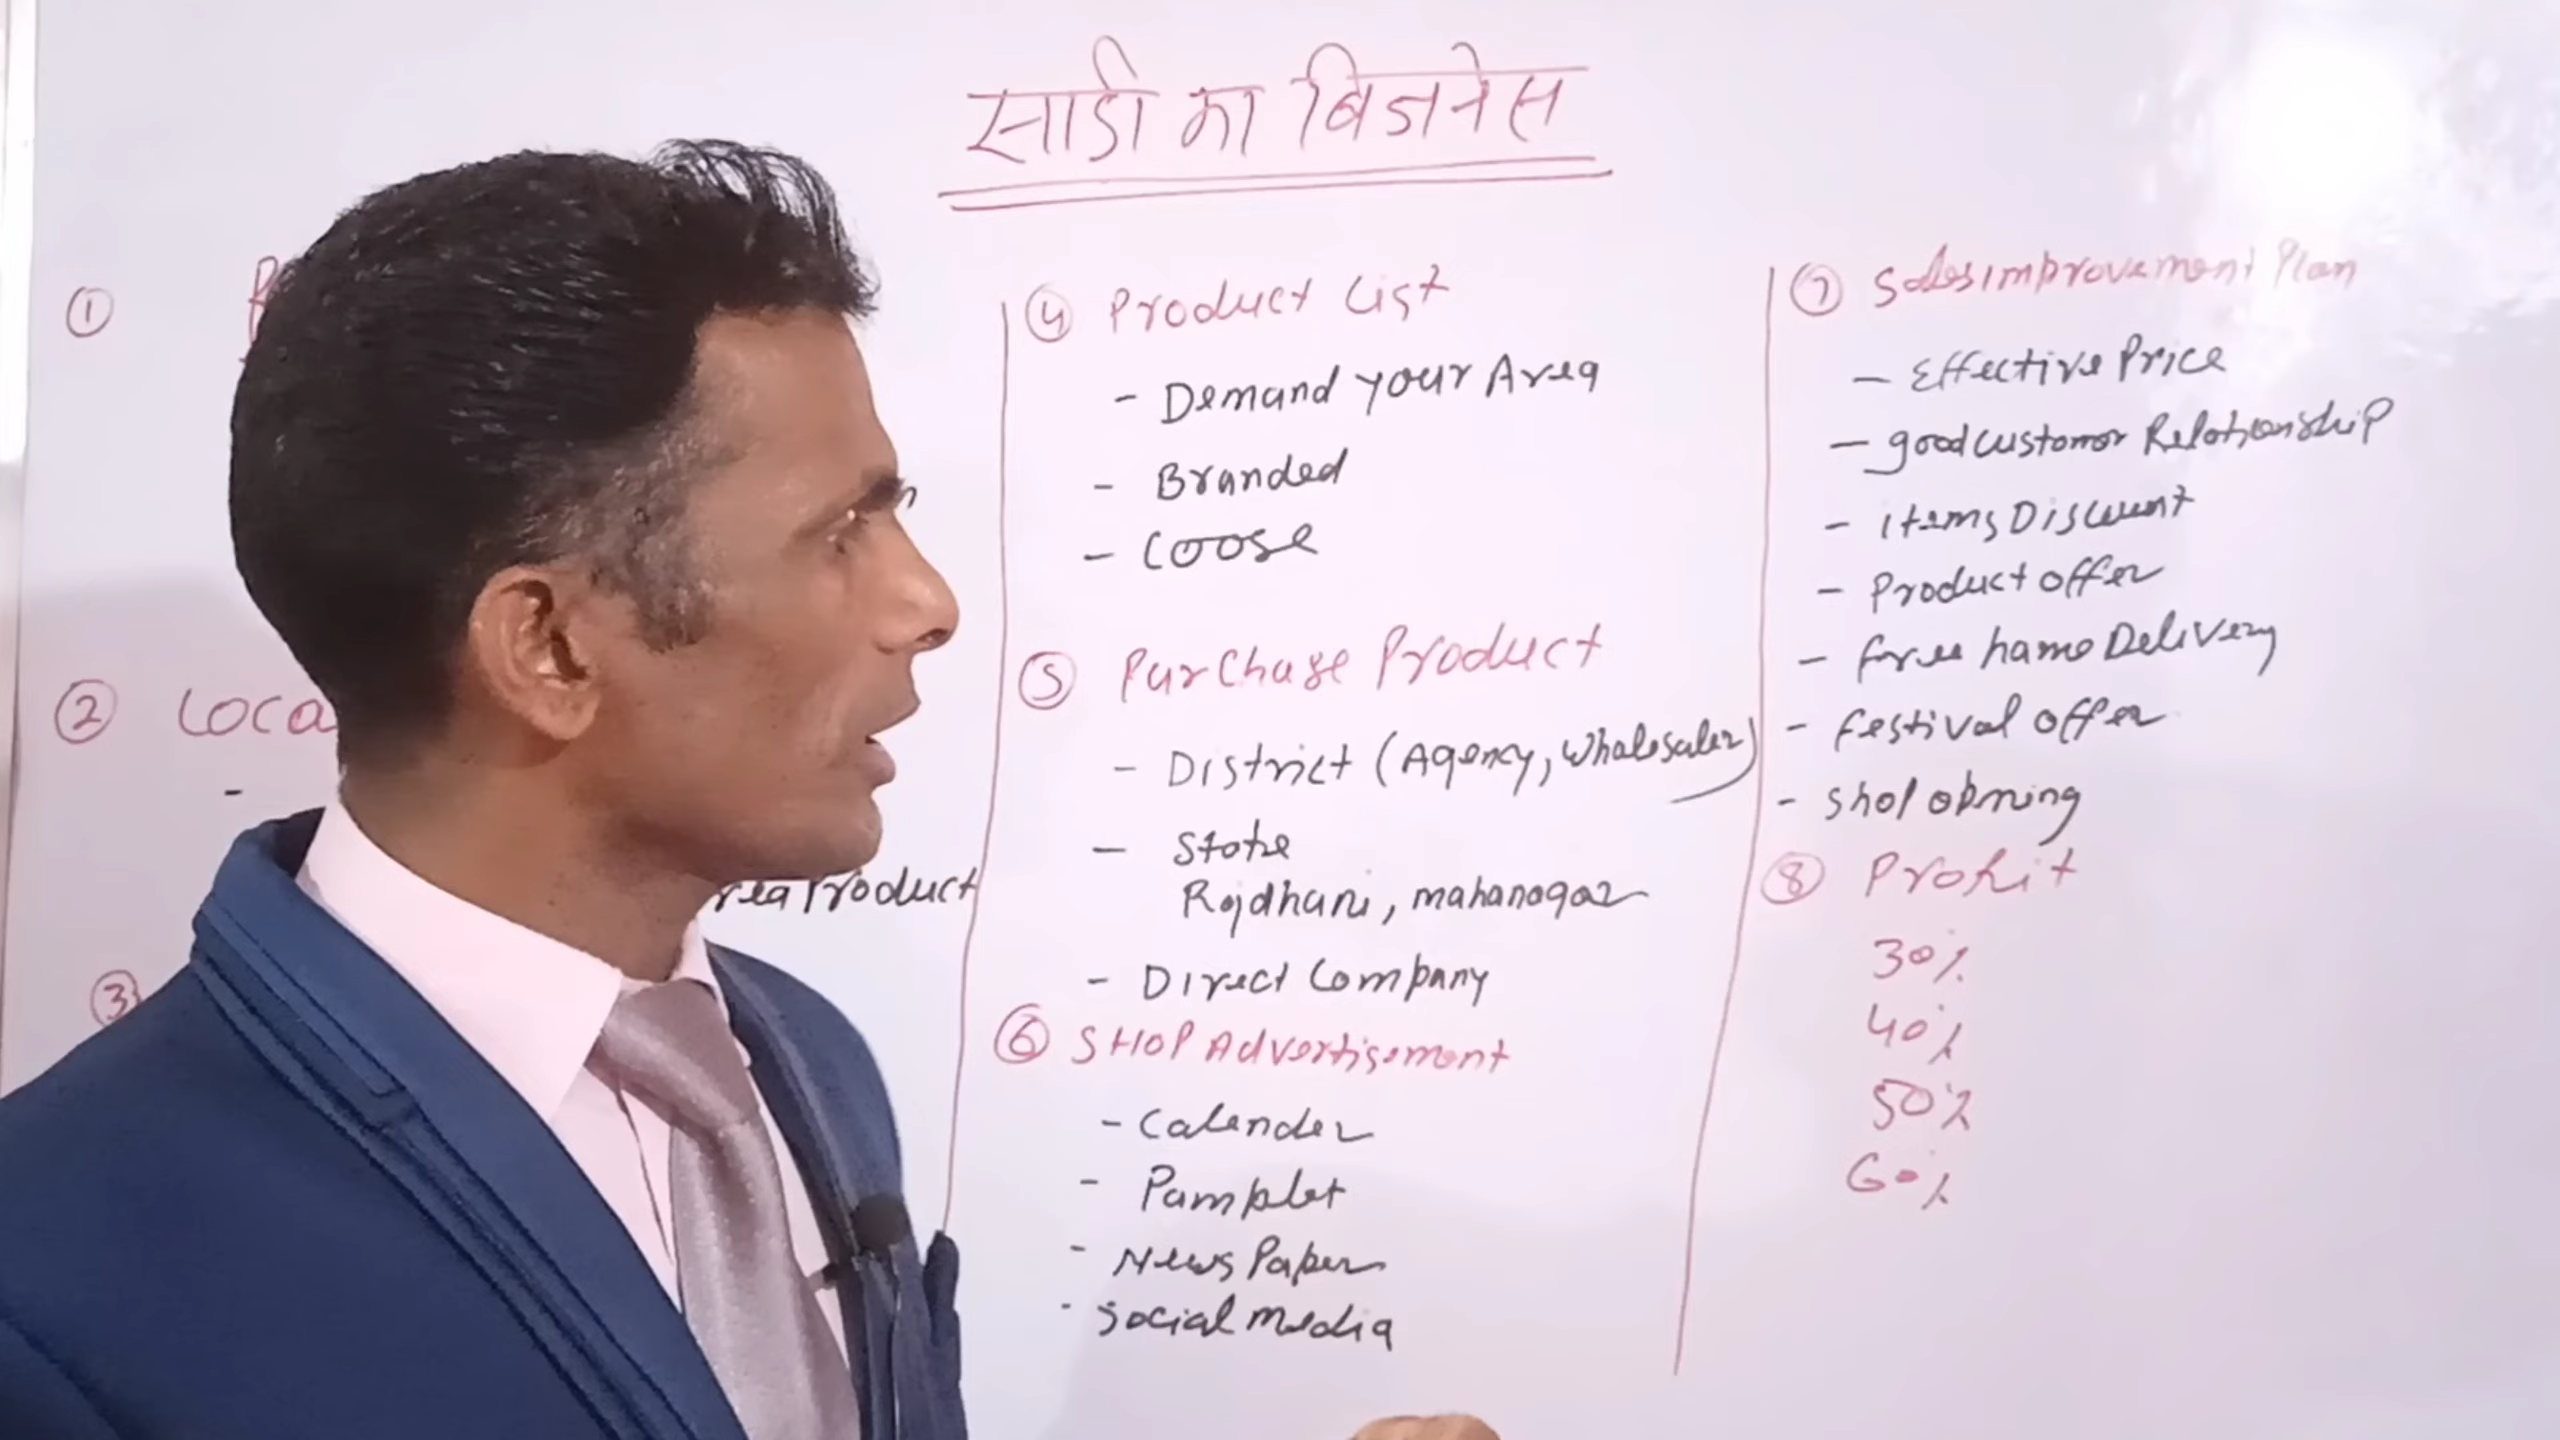 साडी का बिजनेस
①
② Loca
-
rea Product
③
④ Product List
- Demand your Area
- Branded
- Loose
⑤ Purchase Product
- District (Agency, Wholesaler)
- State
Rajdhani, mahanagar
- Direct Company
⑥ SHOP Advertisement
- Calender
- Pamplet
- News Paper
- Social media
⑦ Sales improvement Plan
- Effective Price
- good customer Relationship
- items Discount
- Product offer
- free home Delivery
- festival offer
- Shop opning
⑧ Profit
30%
40%
50%
60%